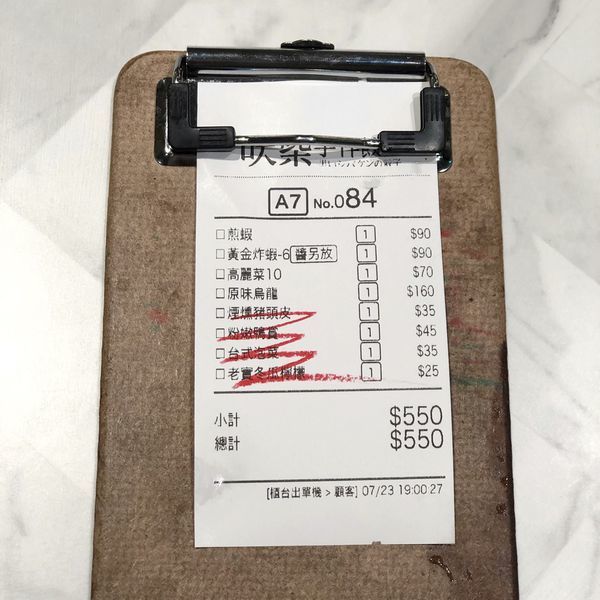 A7 No.084
□煎蝦 1 $90
□黃金炸蝦-6 醬另放 1 $90
□高麗菜10 1 $70
□原味烏龍 1 $160
□煙燻豬頭皮 1 $35
□粉嫩鴨賞 1 $45
□台式泡菜 1 $35
□老實冬瓜檸檬 1 $25
小計 $550
總計 $550
[櫃台出單機 > 顧客] 07/23 19:00:27